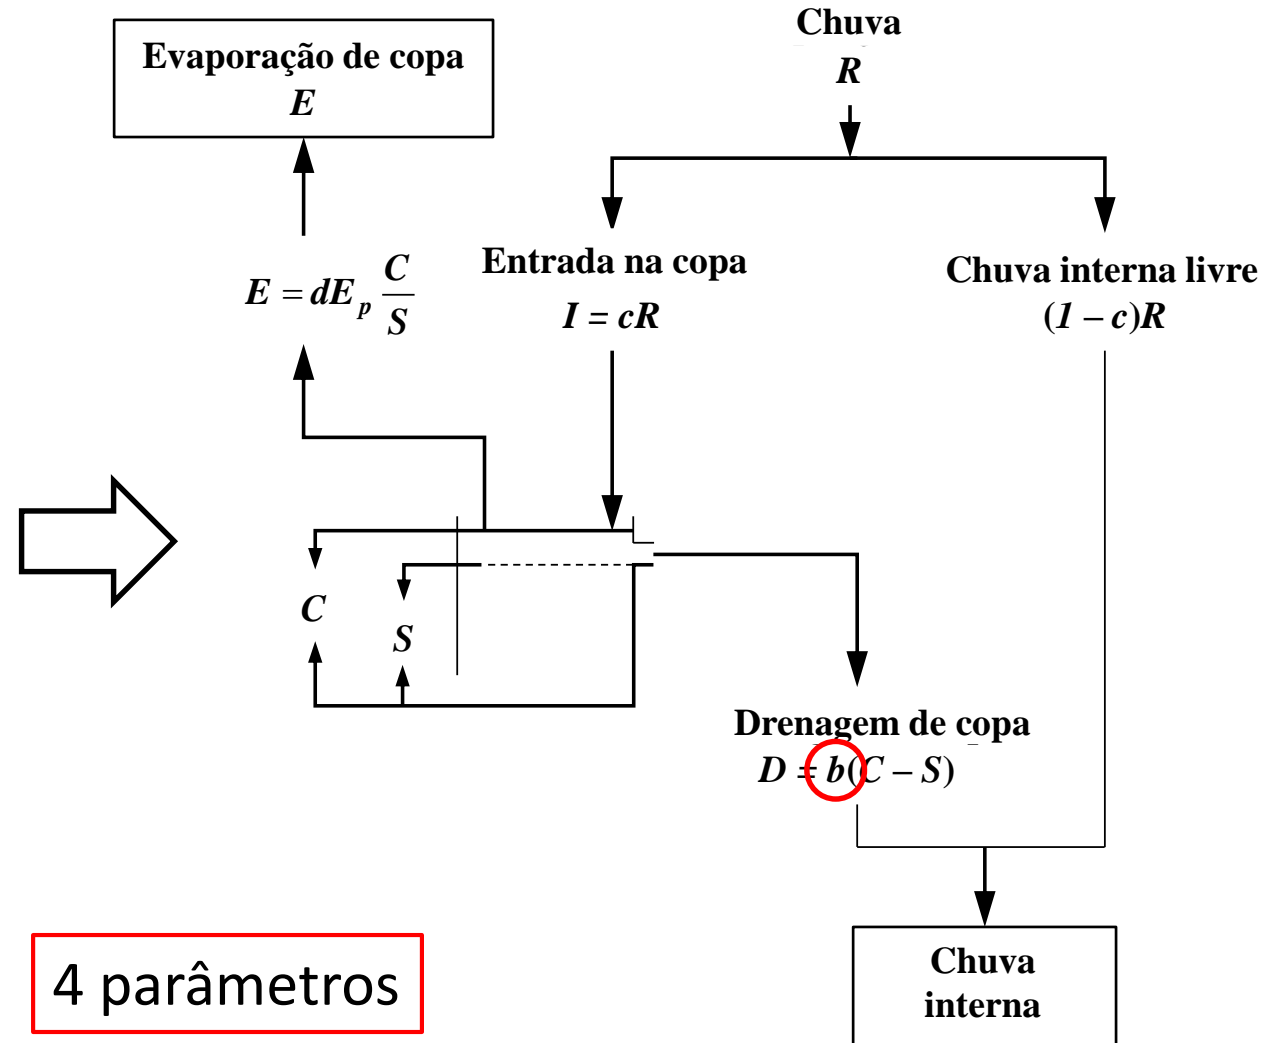 Chuva
R
Evaporação de copa
E
Entrada na copa
I = cR
Chuva interna livre
(1 – c)R
E = dE_p C/S
C
S
Drenagem de copa
D = b(C – S)
4 parâmetros
Chuva
interna